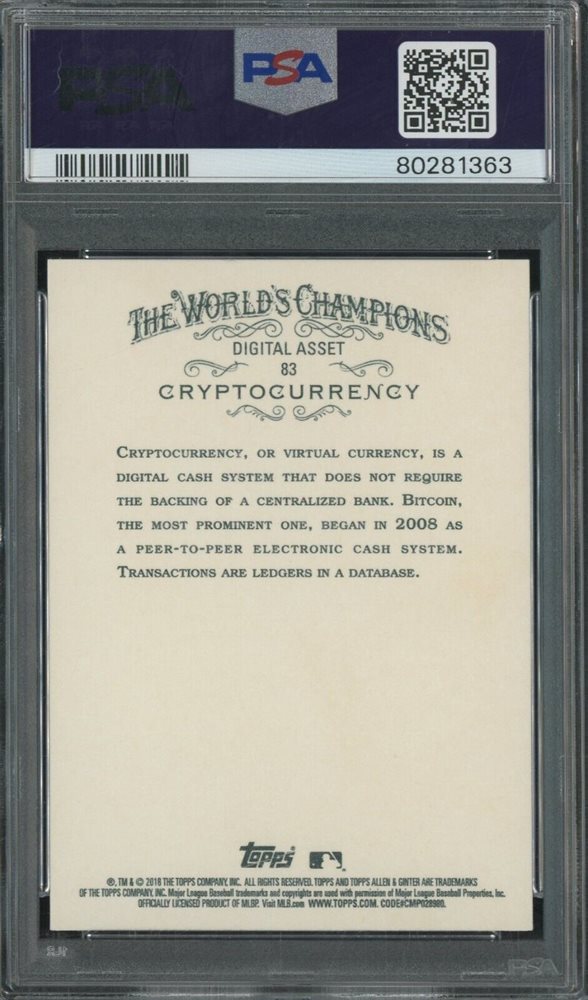 PSA
PSA
80281363
THE WORLD'S CHAMPIONS
DIGITAL ASSET
83
CRYPTOCURRENCY
CRYPTOCURRENCY, OR VIRTUAL CURRENCY, IS A
DIGITAL CASH SYSTEM THAT DOES NOT REQUIRE
THE BACKING OF A CENTRALIZED BANK. BITCOIN,
THE MOST PROMINENT ONE, BEGAN IN 2008 AS
A PEER-TO-PEER ELECTRONIC CASH SYSTEM.
TRANSACTIONS ARE LEDGERS IN A DATABASE.
Topps
®, TM & © 2018 THE TOPPS COMPANY, INC. ALL RIGHTS RESERVED. TOPPS AND TOPPS ALLEN & GINTER ARE TRADEMARKS
OF THE TOPPS COMPANY, INC. Major League Baseball trademarks and copyrights are used with permission of Major League Baseball Properties, Inc.
OFFICIALLY LICENSED PRODUCT OF MLBP. Visit MLB.com WWW.TOPPS.COM. CODE#CMP028980.
PSA